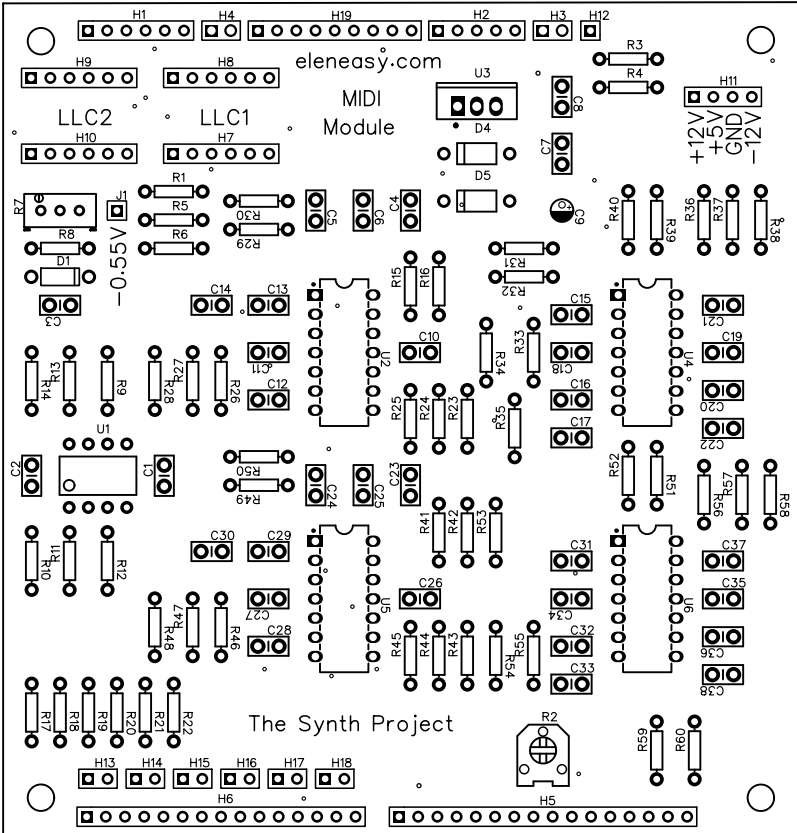 H1 H4 H19 H2 H3 H12
eleneasy.com
H9 H8 U3 R3
R4
C8
H11
LLC2 LLC1
MIDI
Module
D4
+12V
+5V
GND
-12V
H10 H7 C7
R1 D5
R7 J1 R30 C5 C6 C4 C9 R40 R39 R36 R37 R38
R5
R29
R8 R6
-0.55V
D1
R31
R15 R16 R32
C3 C14 C13 C15 C21
U2 C10 R34 R33 U4
C11 C18 C19
R14 R13 R9 R28 R27 R26 C12 R25 R24 R23 R35 C16 C20
C17 C22
U1
C2 C1 R50 R52 R51
R49 C24 C25 C23 R56 R57 R58
R41 R42 R53
R10 R11 R12 C30 C29 C31 C37
U5 C26 U6
C27 C34 C35
R48 R47 R46 C28 R45 R44 R43 R54 R55 C32 C36
C33 C38
R17 R18 R19 R20 R21 R22
The Synth Project
R2 R59 R60
H13 H14 H15 H16 H17 H18
H6 H5